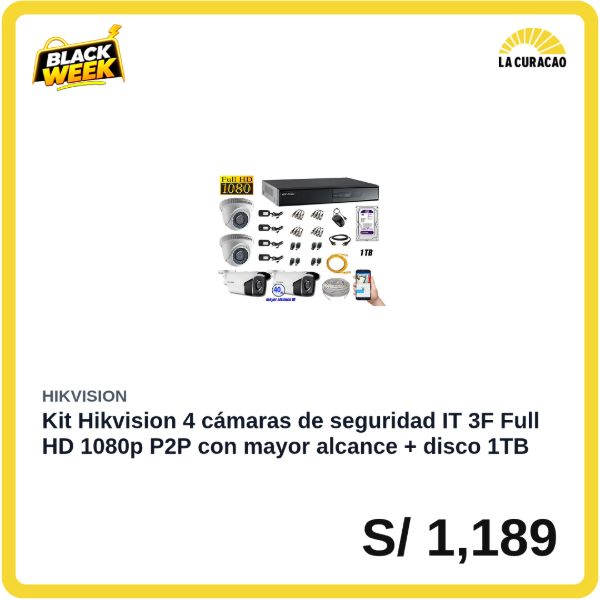 BLACK
WEEK
LA CURACAO
Full HD
1080
1TB
40
HIKVISION
Kit Hikvision 4 cámaras de seguridad IT 3F Full
HD 1080p P2P con mayor alcance + disco 1TB
S/ 1,189